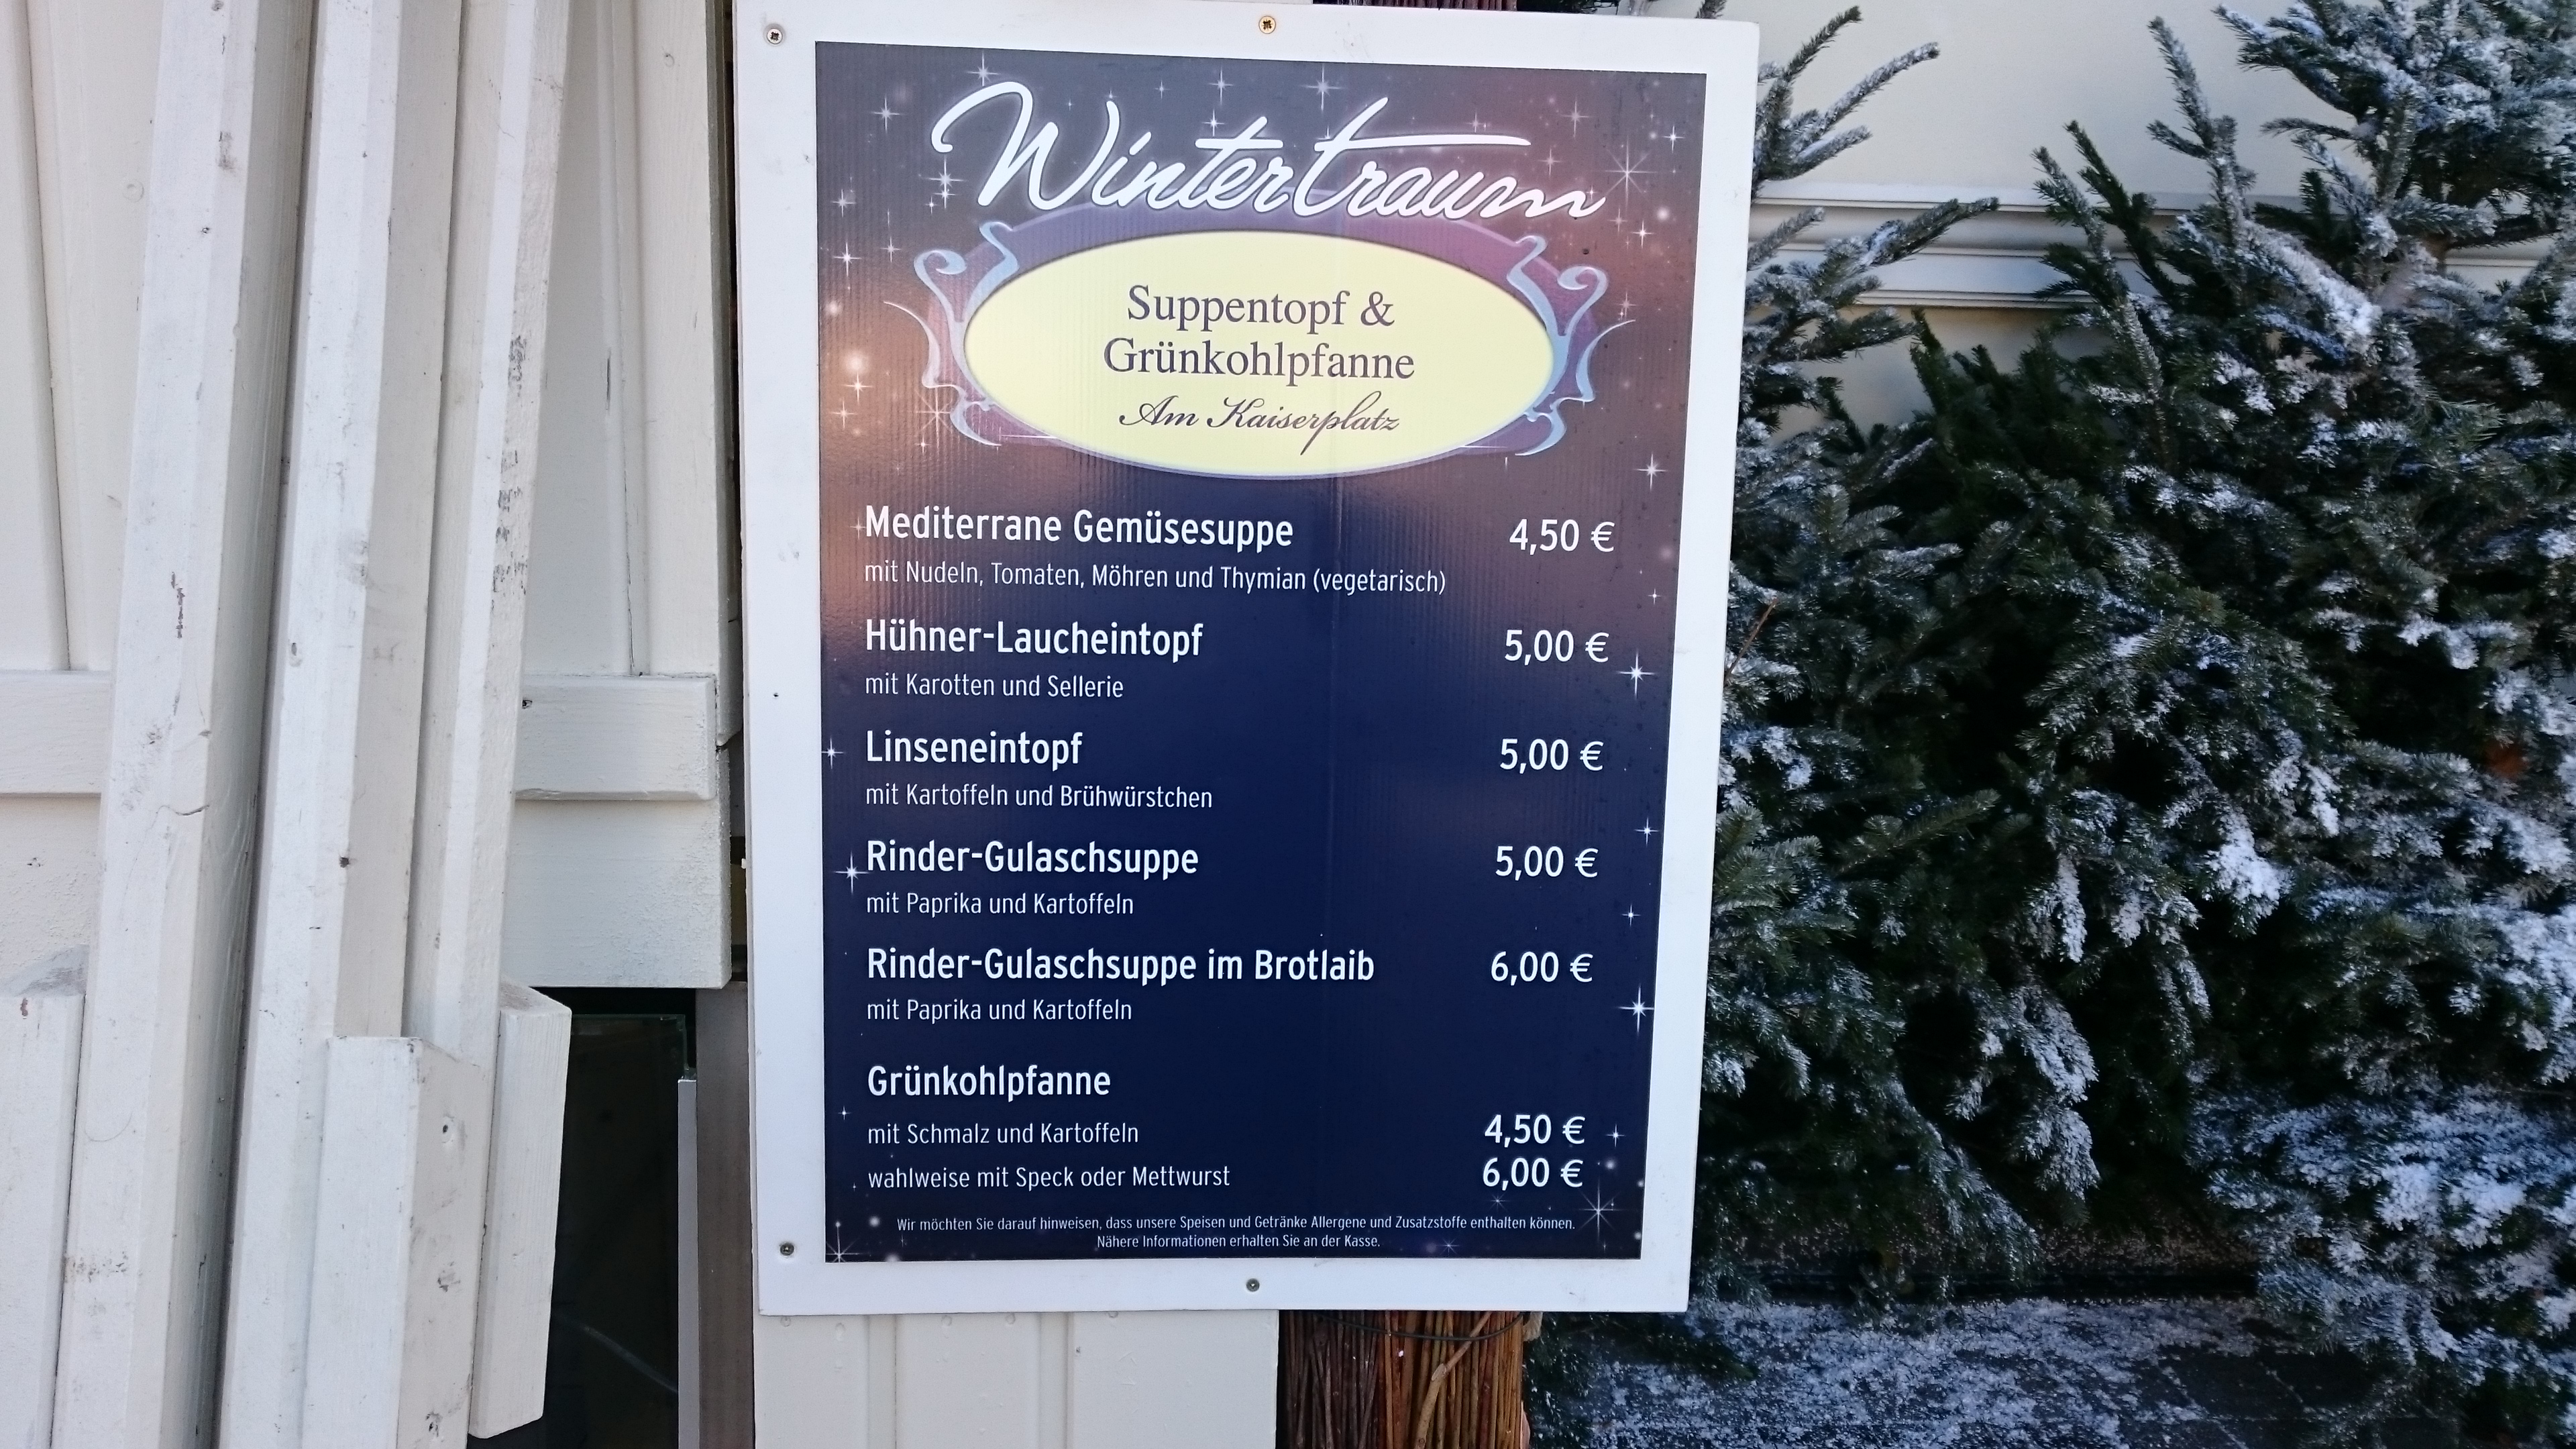 Wintertraum
Suppentopf &
Grünkohlpfanne
Am Kaiserplatz
Mediterrane Gemüsesuppe 4,50 €
mit Nudeln, Tomaten, Möhren und Thymian (vegetarisch)
Hühner-Laucheintopf 5,00 €
mit Karotten und Sellerie
Linseneintopf 5,00 €
mit Kartoffeln und Brühwürstchen
Rinder-Gulaschsuppe 5,00 €
mit Paprika und Kartoffeln
Rinder-Gulaschsuppe im Brotlaib 6,00 €
mit Paprika und Kartoffeln
Grünkohlpfanne
mit Schmalz und Kartoffeln 4,50 €
wahlweise mit Speck oder Mettwurst 6,00 €
Wir möchten Sie darauf hinweisen, dass unsere Speisen und Getränke Allergene und Zusatzstoffe enthalten können.
Nähere Informationen erhalten Sie an der Kasse.